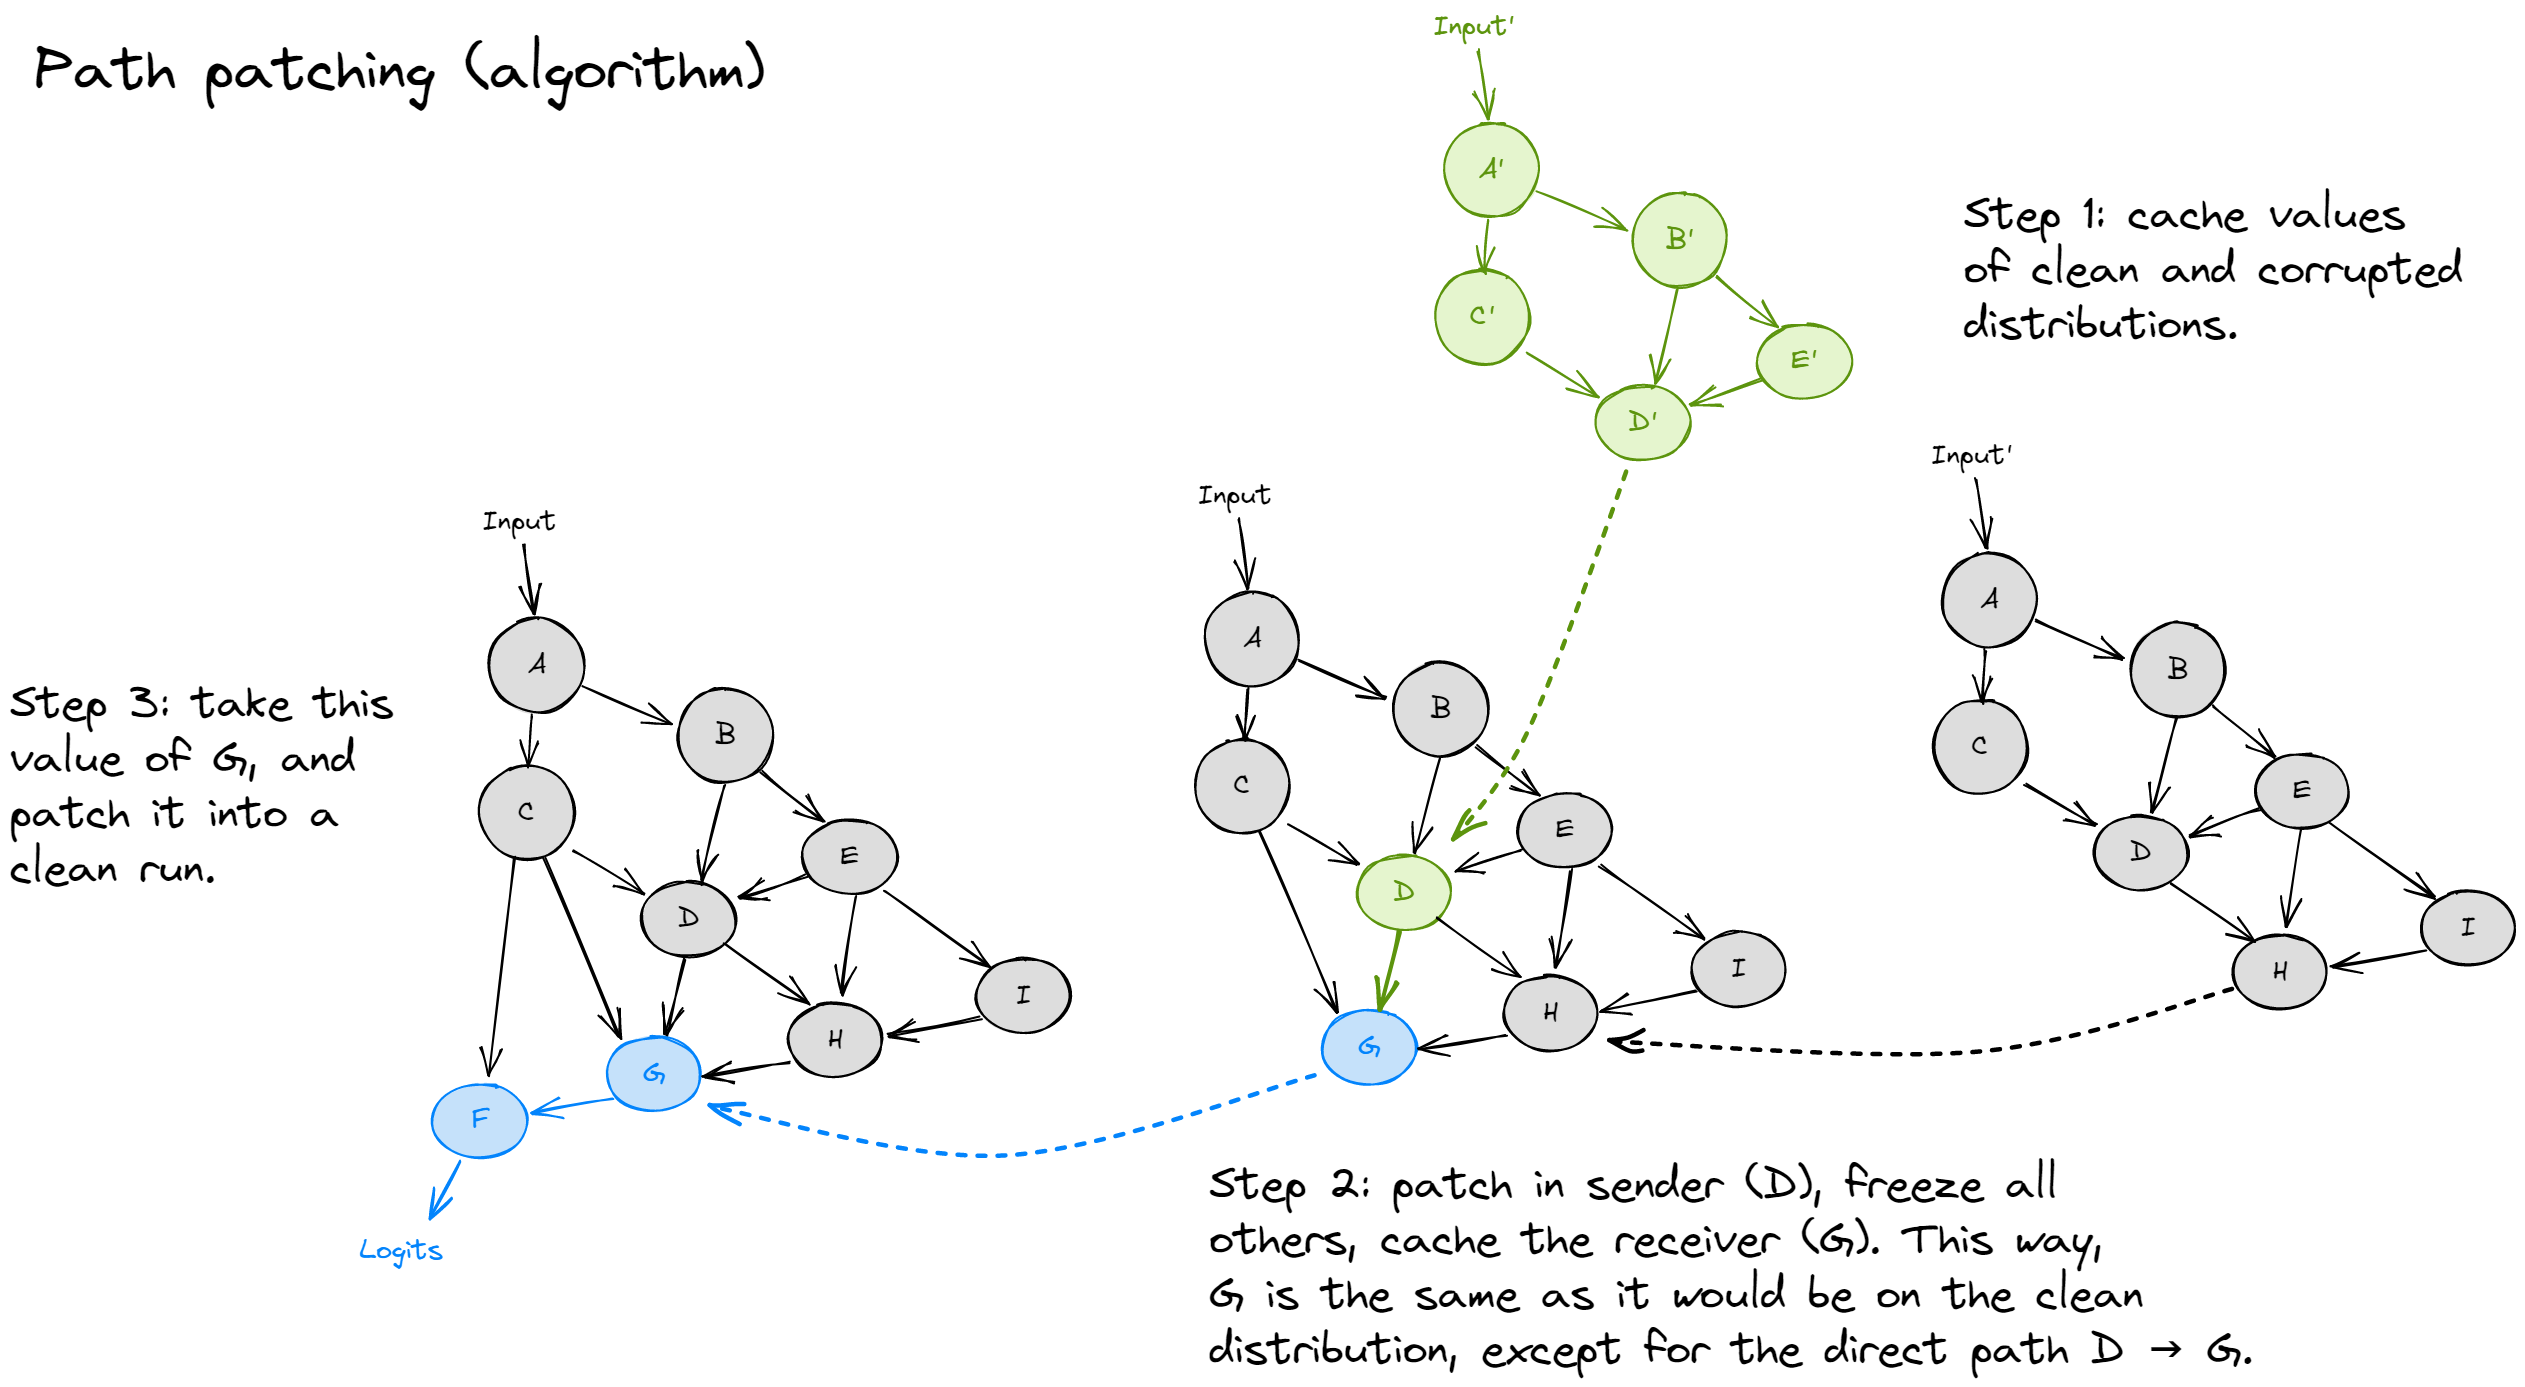 Path patching (algorithm)
Input'
A'
B'
C'
E'
D'
Step 1: cache values
of clean and corrupted
distributions.
Input'
A
B
C
E
D
I
H
Input
A
B
C
E
D
I
H
G
Step 2: patch in sender (D), freeze all
others, cache the receiver (G). This way,
G is the same as it would be on the clean
distribution, except for the direct path D → G.
Input
A
B
C
E
D
I
H
G
F
Logits
Step 3: take this
value of G, and
patch it into a
clean run.